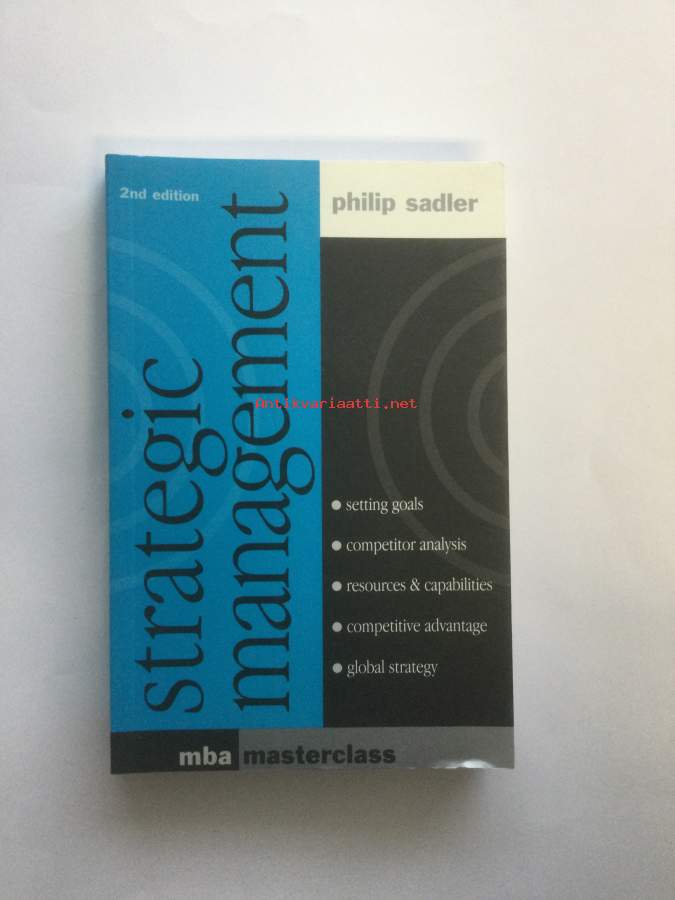 2nd edition
philip sadler
strategic
management
Antikvariaatti.net
setting goals
competitor analysis
resources & capabilities
competitive advantage
global strategy
mba masterclass